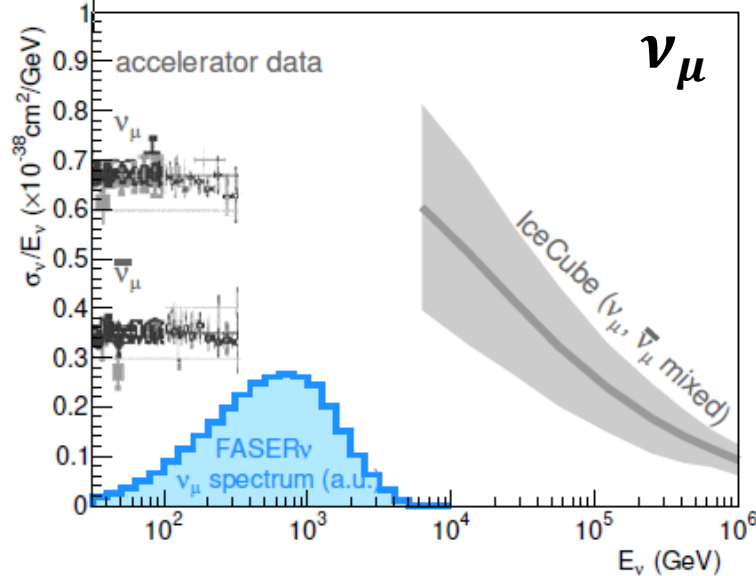 1
0.9
0.8
0.7
0.6
0.5
0.4
0.3
0.2
0.1
0
σν/Eν (×10⁻³⁸cm²/GeV)
accelerator data
νμ
νμ
ν̅μ
IceCube (νμ, ν̅μ mixed)
FASERν
νμ spectrum (a.u.)
10² 10³ 10⁴ 10⁵ 10⁶
Eν (GeV)